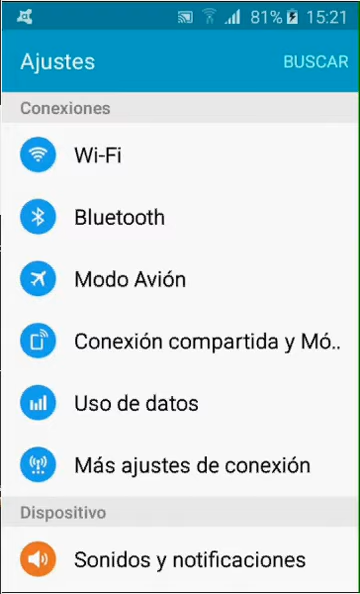 81% 15:21
Ajustes BUSCAR
Conexiones
Wi-Fi
Bluetooth
Modo Avión
Conexión compartida y Mó..
Uso de datos
Más ajustes de conexión
Dispositivo
Sonidos y notificaciones